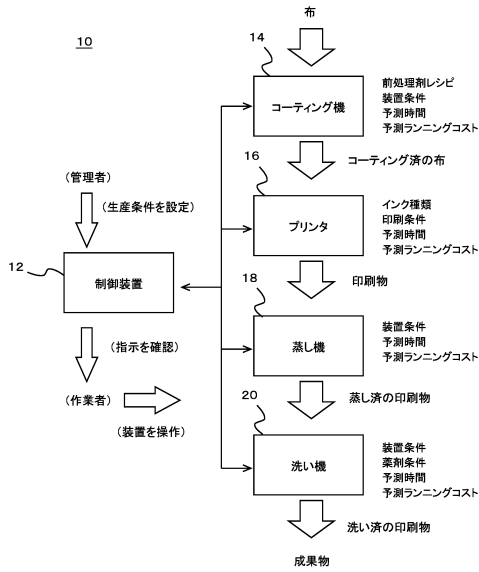 布
10
14
コーティング機
前処理剤レシピ
装置条件
予測時間
予測ランニングコスト
コーティング済の布
16
プリンタ
インク種類
印刷条件
予測時間
予測ランニングコスト
印刷物
（管理者）
（生産条件を設定）
12
制御装置
（指示を確認）
（作業者）
（装置を操作）
18
蒸し機
装置条件
予測時間
予測ランニングコスト
蒸し済の印刷物
20
洗い機
装置条件
薬剤条件
予測時間
予測ランニングコスト
洗い済の印刷物
成果物